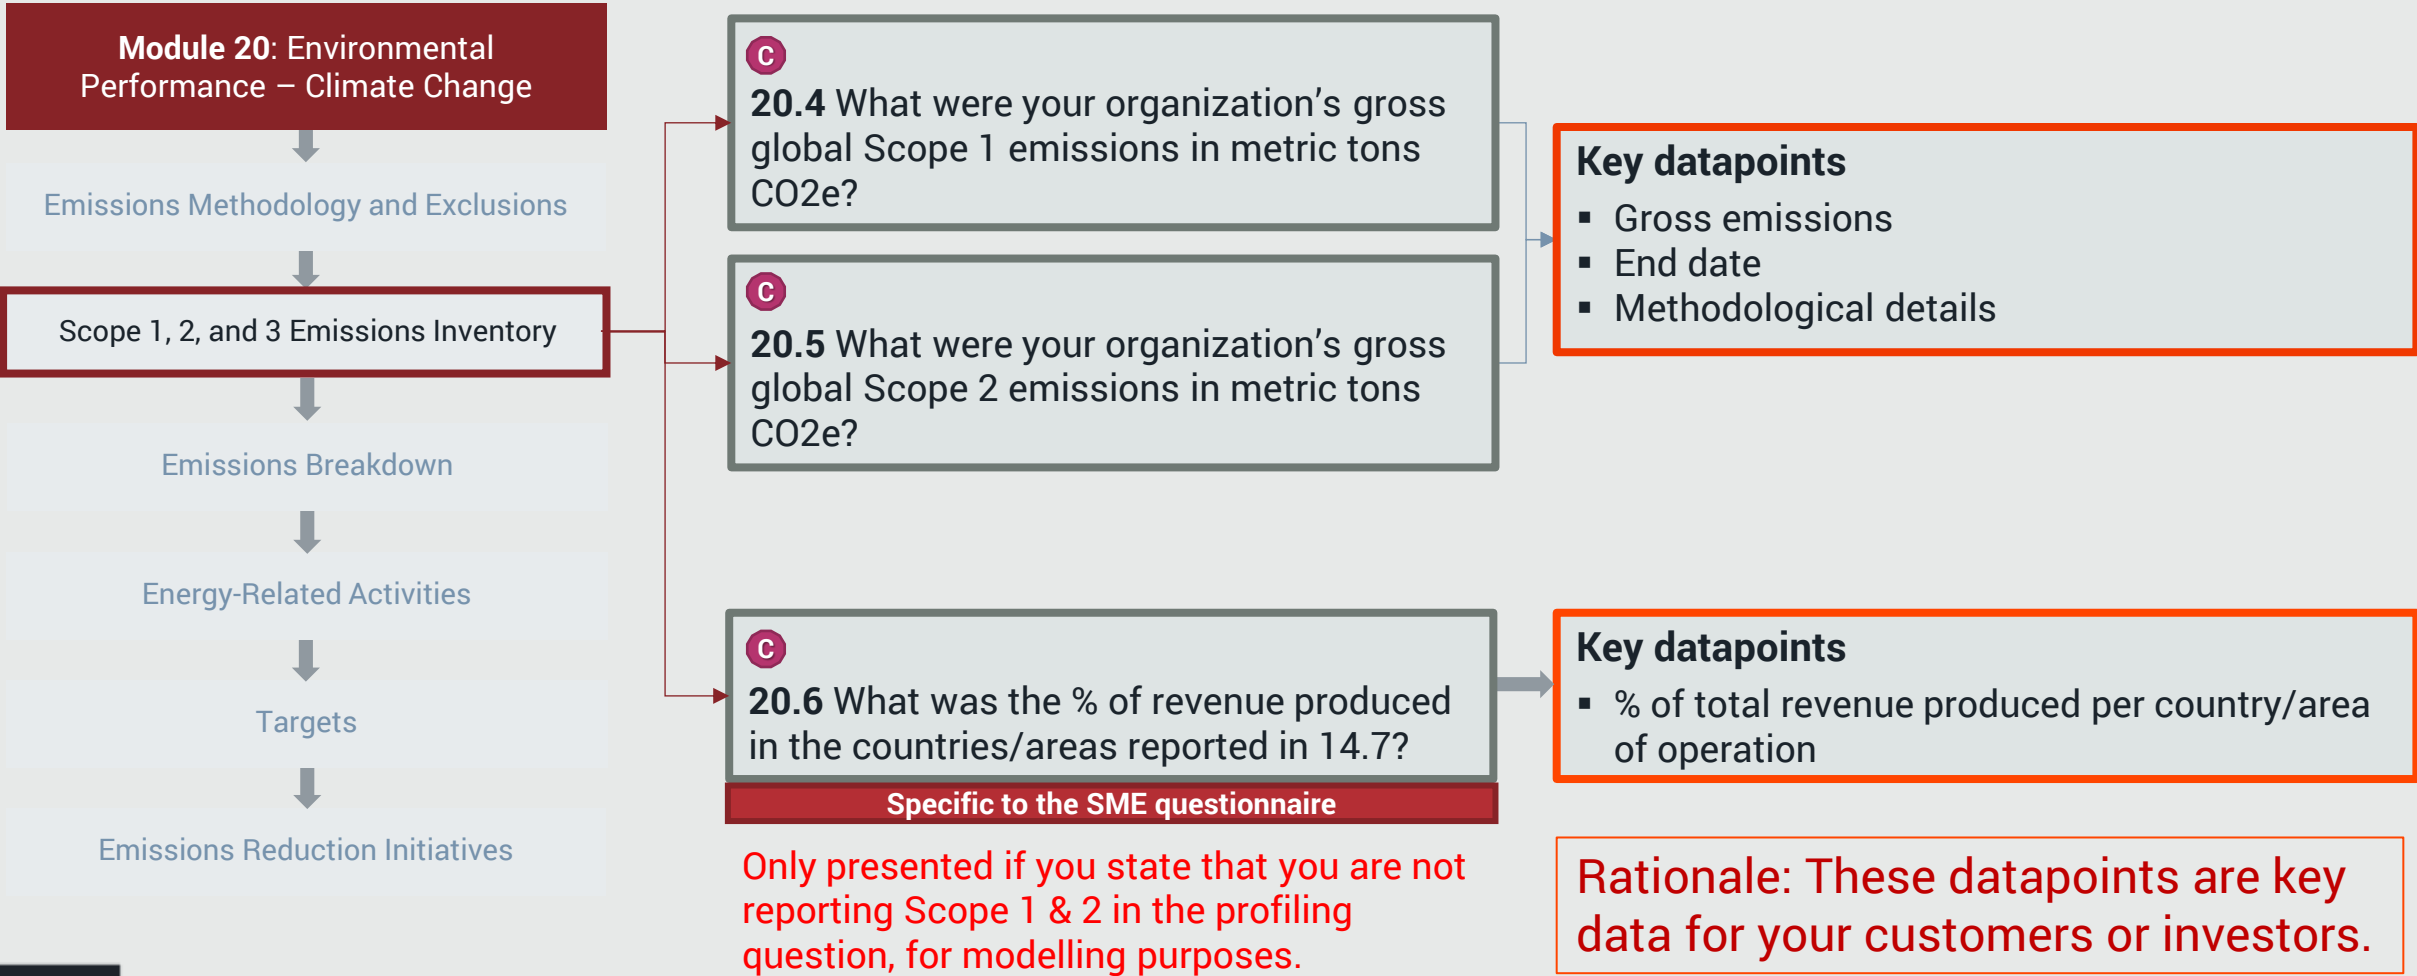 Module 20: Environmental
Performance – Climate Change
Emissions Methodology and Exclusions
Scope 1, 2, and 3 Emissions Inventory
Emissions Breakdown
Energy-Related Activities
Targets
Emissions Reduction Initiatives
C
20.4 What were your organization’s gross
global Scope 1 emissions in metric tons
CO2e?
C
20.5 What were your organization’s gross
global Scope 2 emissions in metric tons
CO2e?
Key datapoints
▪ Gross emissions
▪ End date
▪ Methodological details
C
20.6 What was the % of revenue produced
in the countries/areas reported in 14.7?
Specific to the SME questionnaire
Only presented if you state that you are not
reporting Scope 1 & 2 in the profiling
question, for modelling purposes.
Key datapoints
▪ % of total revenue produced per country/area
of operation
Rationale: These datapoints are key
data for your customers or investors.